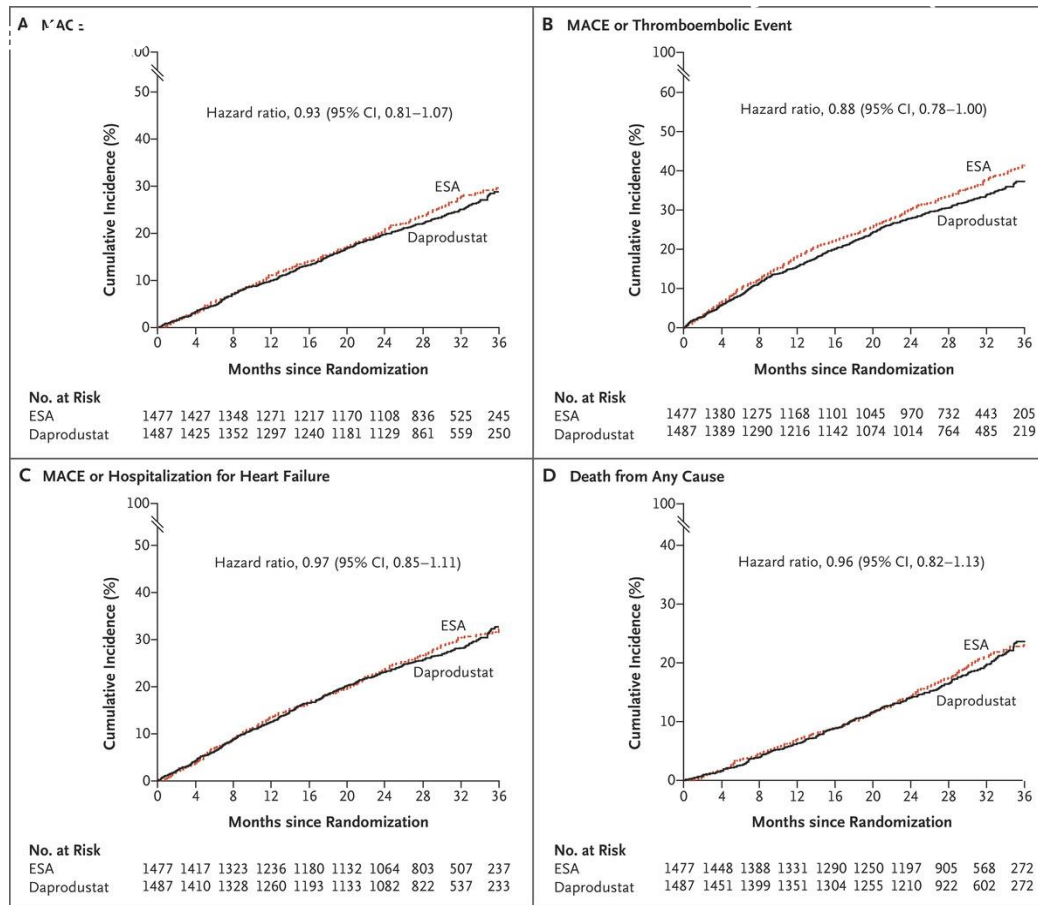 A MACE
100
50
40
30
20
10
0
Cumulative Incidence (%)
Hazard ratio, 0.93 (95% CI, 0.81–1.07)
ESA
Daprodustat
0 4 8 12 16 20 24 28 32 36
Months since Randomization
No. at Risk
ESA 1477 1427 1348 1271 1217 1170 1108 836 525 245
Daprodustat 1487 1425 1352 1297 1240 1181 1129 861 559 250
B MACE or Thromboembolic Event
100
60
50
40
30
20
10
0
Cumulative Incidence (%)
Hazard ratio, 0.88 (95% CI, 0.78–1.00)
ESA
Daprodustat
0 4 8 12 16 20 24 28 32 36
Months since Randomization
No. at Risk
ESA 1477 1380 1275 1168 1101 1045 970 732 443 205
Daprodustat 1487 1389 1290 1216 1142 1074 1014 764 485 219
C MACE or Hospitalization for Heart Failure
100
50
40
30
20
10
0
Cumulative Incidence (%)
Hazard ratio, 0.97 (95% CI, 0.85–1.11)
ESA
Daprodustat
0 4 8 12 16 20 24 28 32 36
Months since Randomization
No. at Risk
ESA 1477 1417 1323 1236 1180 1132 1064 803 507 237
Daprodustat 1487 1410 1328 1260 1193 1133 1082 822 537 233
D Death from Any Cause
100
40
30
20
10
0
Cumulative Incidence (%)
Hazard ratio, 0.96 (95% CI, 0.82–1.13)
ESA
Daprodustat
0 4 8 12 16 20 24 28 32 36
Months since Randomization
No. at Risk
ESA 1477 1448 1388 1331 1290 1250 1197 905 568 272
Daprodustat 1487 1451 1399 1351 1304 1255 1210 922 602 272